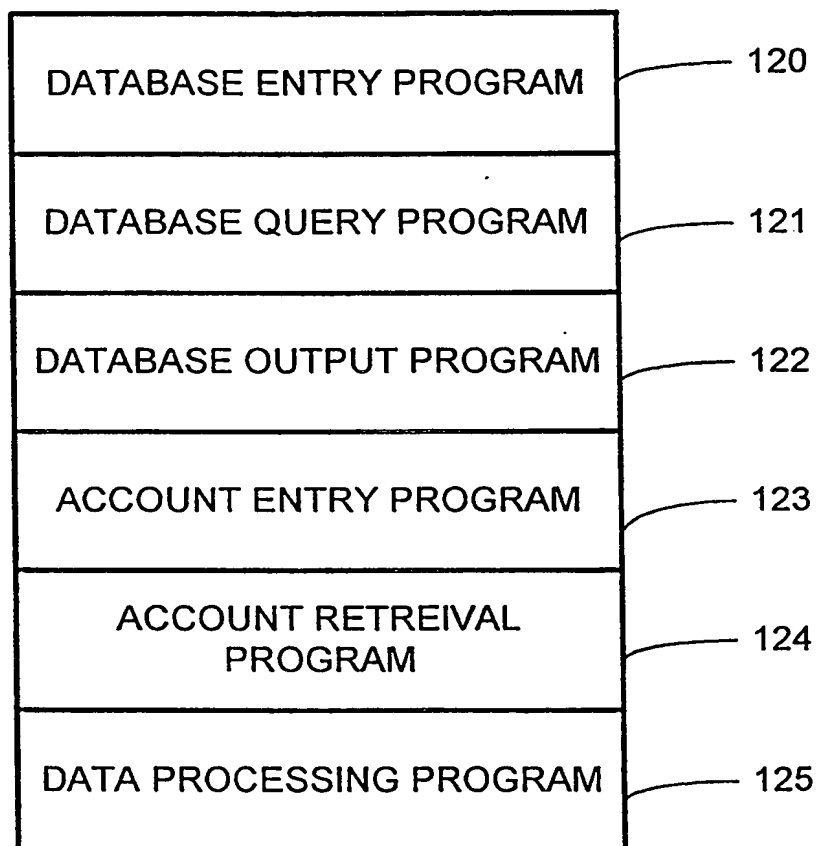 DATABASE ENTRY PROGRAM
120
DATABASE QUERY PROGRAM
121
DATABASE OUTPUT PROGRAM
122
ACCOUNT ENTRY PROGRAM
123
ACCOUNT RETREIVAL
PROGRAM
124
DATA PROCESSING PROGRAM
125